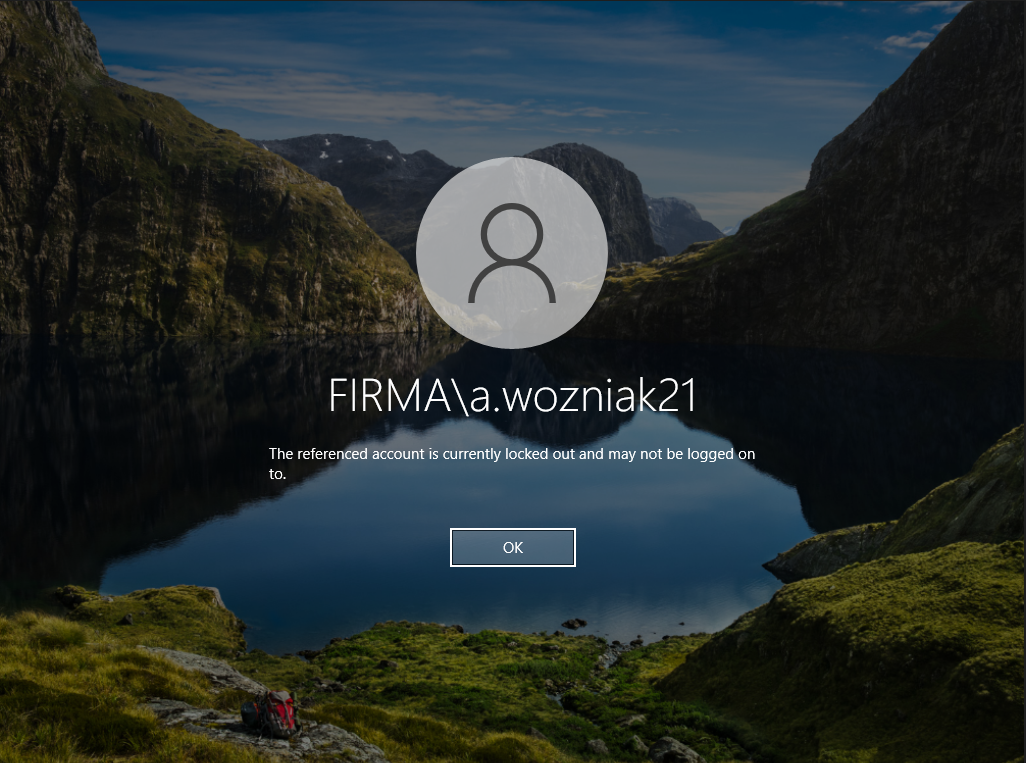 FIRMA\a.wozniak21
The referenced account is currently locked out and may not be logged on
to.
OK